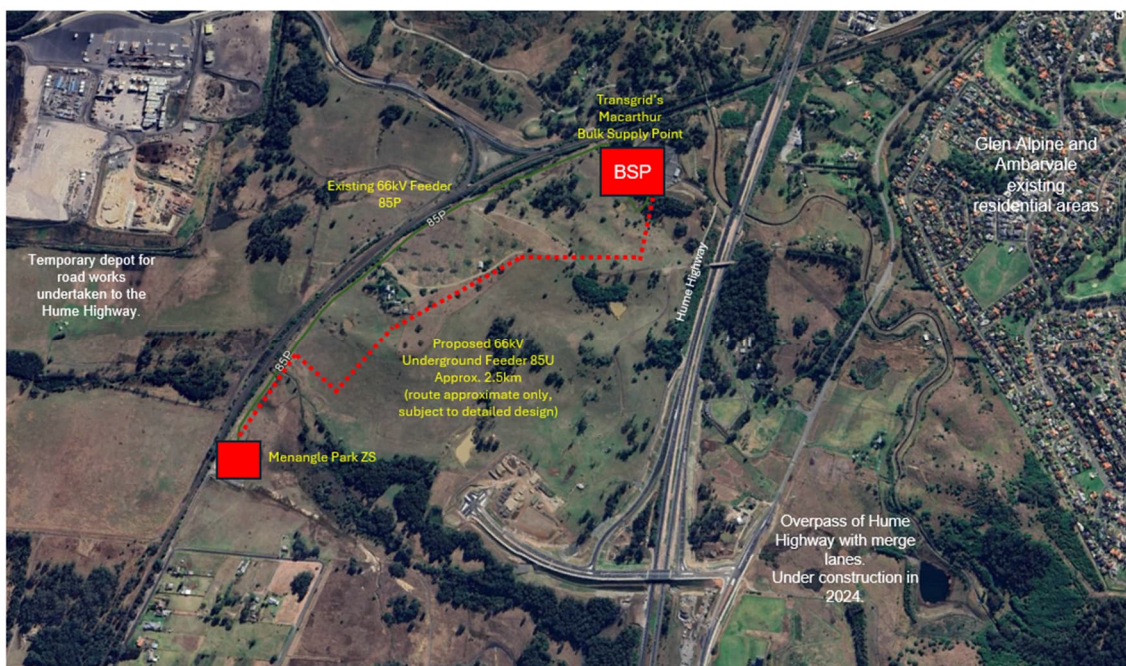 Transgrid's
Macarthur
Bulk Supply Point
BSP
Glen Alpine and
Ambarvale
existing
residential areas
Existing 66kV Feeder
85P
85P
Temporary depot for
road works
undertaken to the
Hume Highway.
Hume Highway
Proposed 66kV
Underground Feeder 85U
Approx. 2.5km
(route approximate only,
subject to detailed design)
85P
Menangle Park ZS
Overpass of Hume
Highway with merge
lanes.
Under construction in
2024.